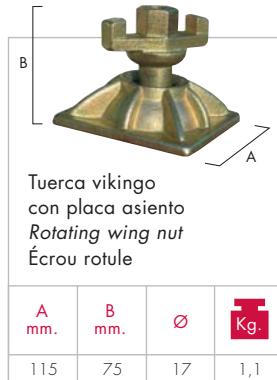 B
A
Tuerca vikingo
con placa asiento
Rotating wing nut
Écrou rotule
A mm. B mm. Ø Kg.
115 75 17 1,1